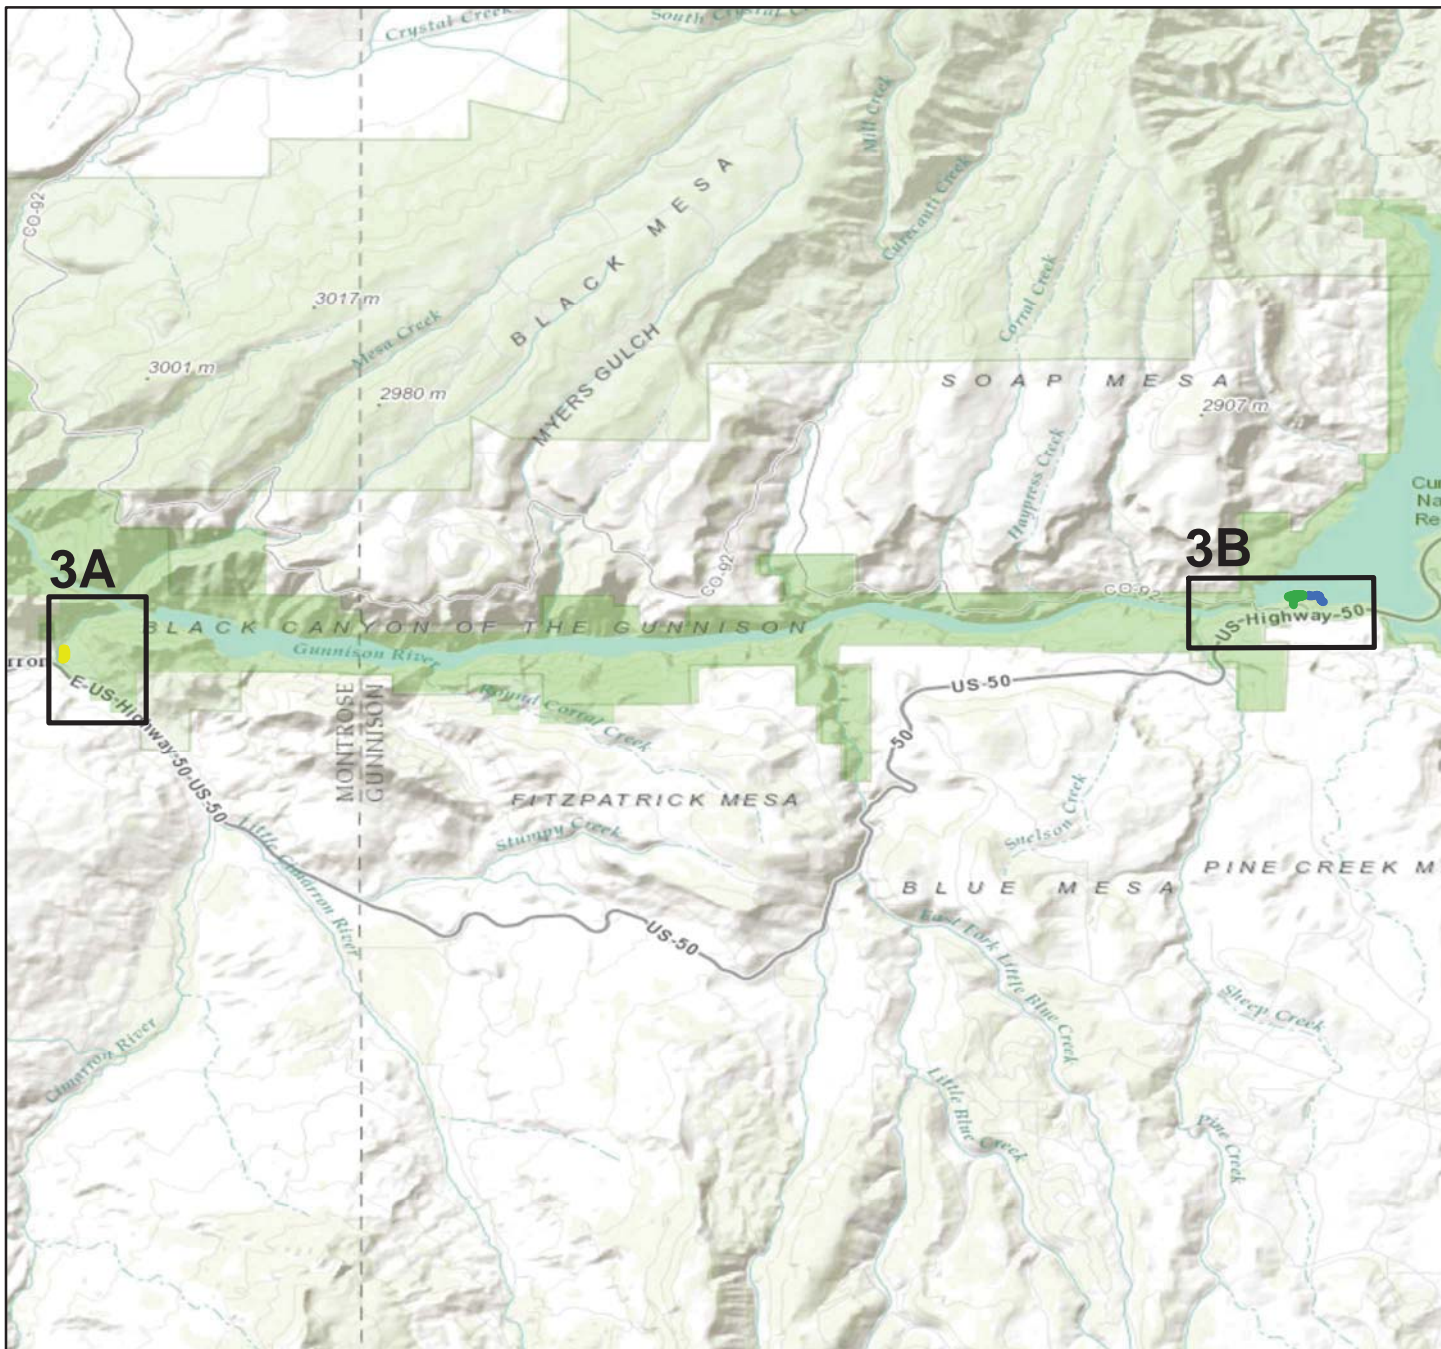 Crystal Creek
South Crystal C
Mill Creek
CO-92
BLACK MESA
Curecanti Creek
3017 m
Mesa Creek
Corral Creek
3001 m
2980 m
MYERS GULCH
SOAP MESA
2907 m
Haypress Creek
Cur
Na
Re
3A
3B
CO-92
CO-92
US-Highway-50
BLACK CANYON OF THE GUNNISON
Gunnison River
rron
E-US-Highway-50-US-50
MONTROSE
GUNNISON
Round Corral Creek
US-50
50
FITZPATRICK MESA
Stumpy Creek
Snelson Creek
Little Cimarron River
PINE CREEK M
BLUE MESA
US-50
East Fork Little Blue Creek
Sheep Creek
Cimarron River
Little Blue Creek
Pine Creek